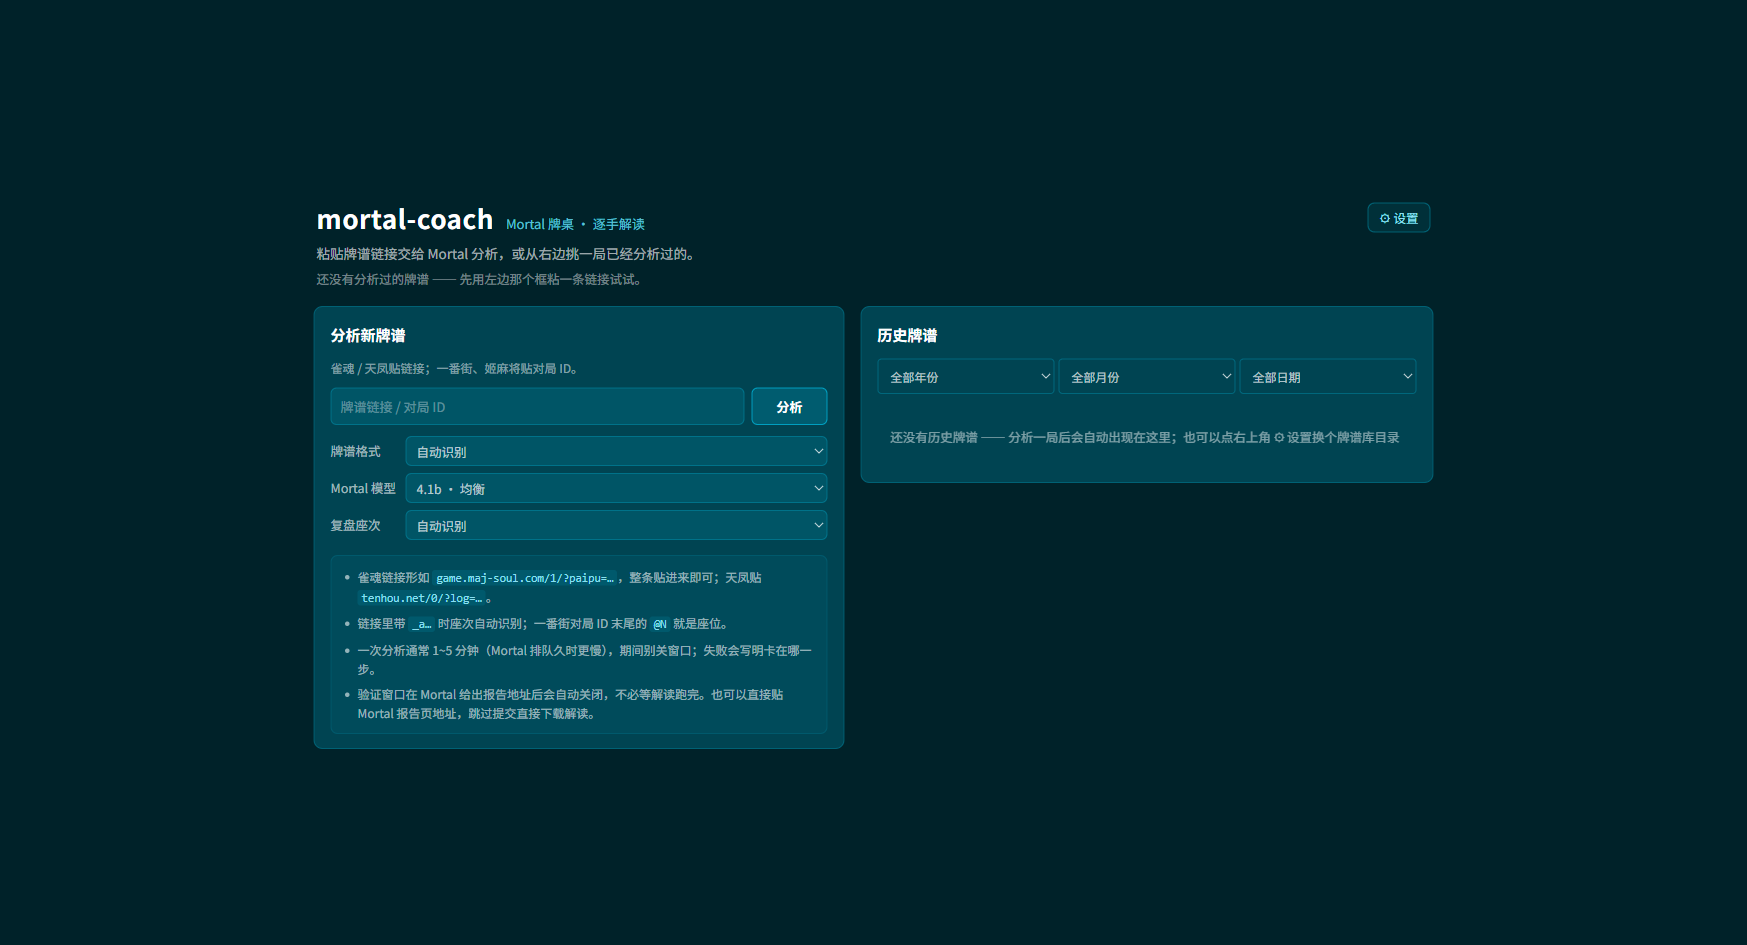 mortal-coach Mortal 牌桌 · 逐手解读
⚙ 设置
粘贴牌谱链接交给 Mortal 分析，或从右边挑一局已经分析过的。
还没有分析过的牌谱 —— 先用左边那个框粘一条链接试试。
分析新牌谱
雀魂 / 天凤贴链接；一番街、姬麻将贴对局 ID。
牌谱链接 / 对局 ID
分析
牌谱格式 自动识别
Mortal 模型 4.1b · 均衡
复盘座次 自动识别
• 雀魂链接形如 game.maj-soul.com/1/?paipu=…，整条贴进来即可；天凤贴
tenhou.net/0/?log=…。
• 链接里带 _a… 时座次自动识别；一番街对局 ID 末尾的 @N 就是座位。
• 一次分析通常 1~5 分钟（Mortal 排队久时更慢），期间别关窗口；失败会写明卡在哪一
步。
• 验证窗口在 Mortal 给出报告地址后会自动关闭，不必等解读跑完。也可以直接贴
Mortal 报告页地址，跳过提交直接下载解读。
历史牌谱
全部年份 全部月份 全部日期
还没有历史牌谱 —— 分析一局后会自动出现在这里；也可以点右上角 ⚙ 设置换个牌谱库目录